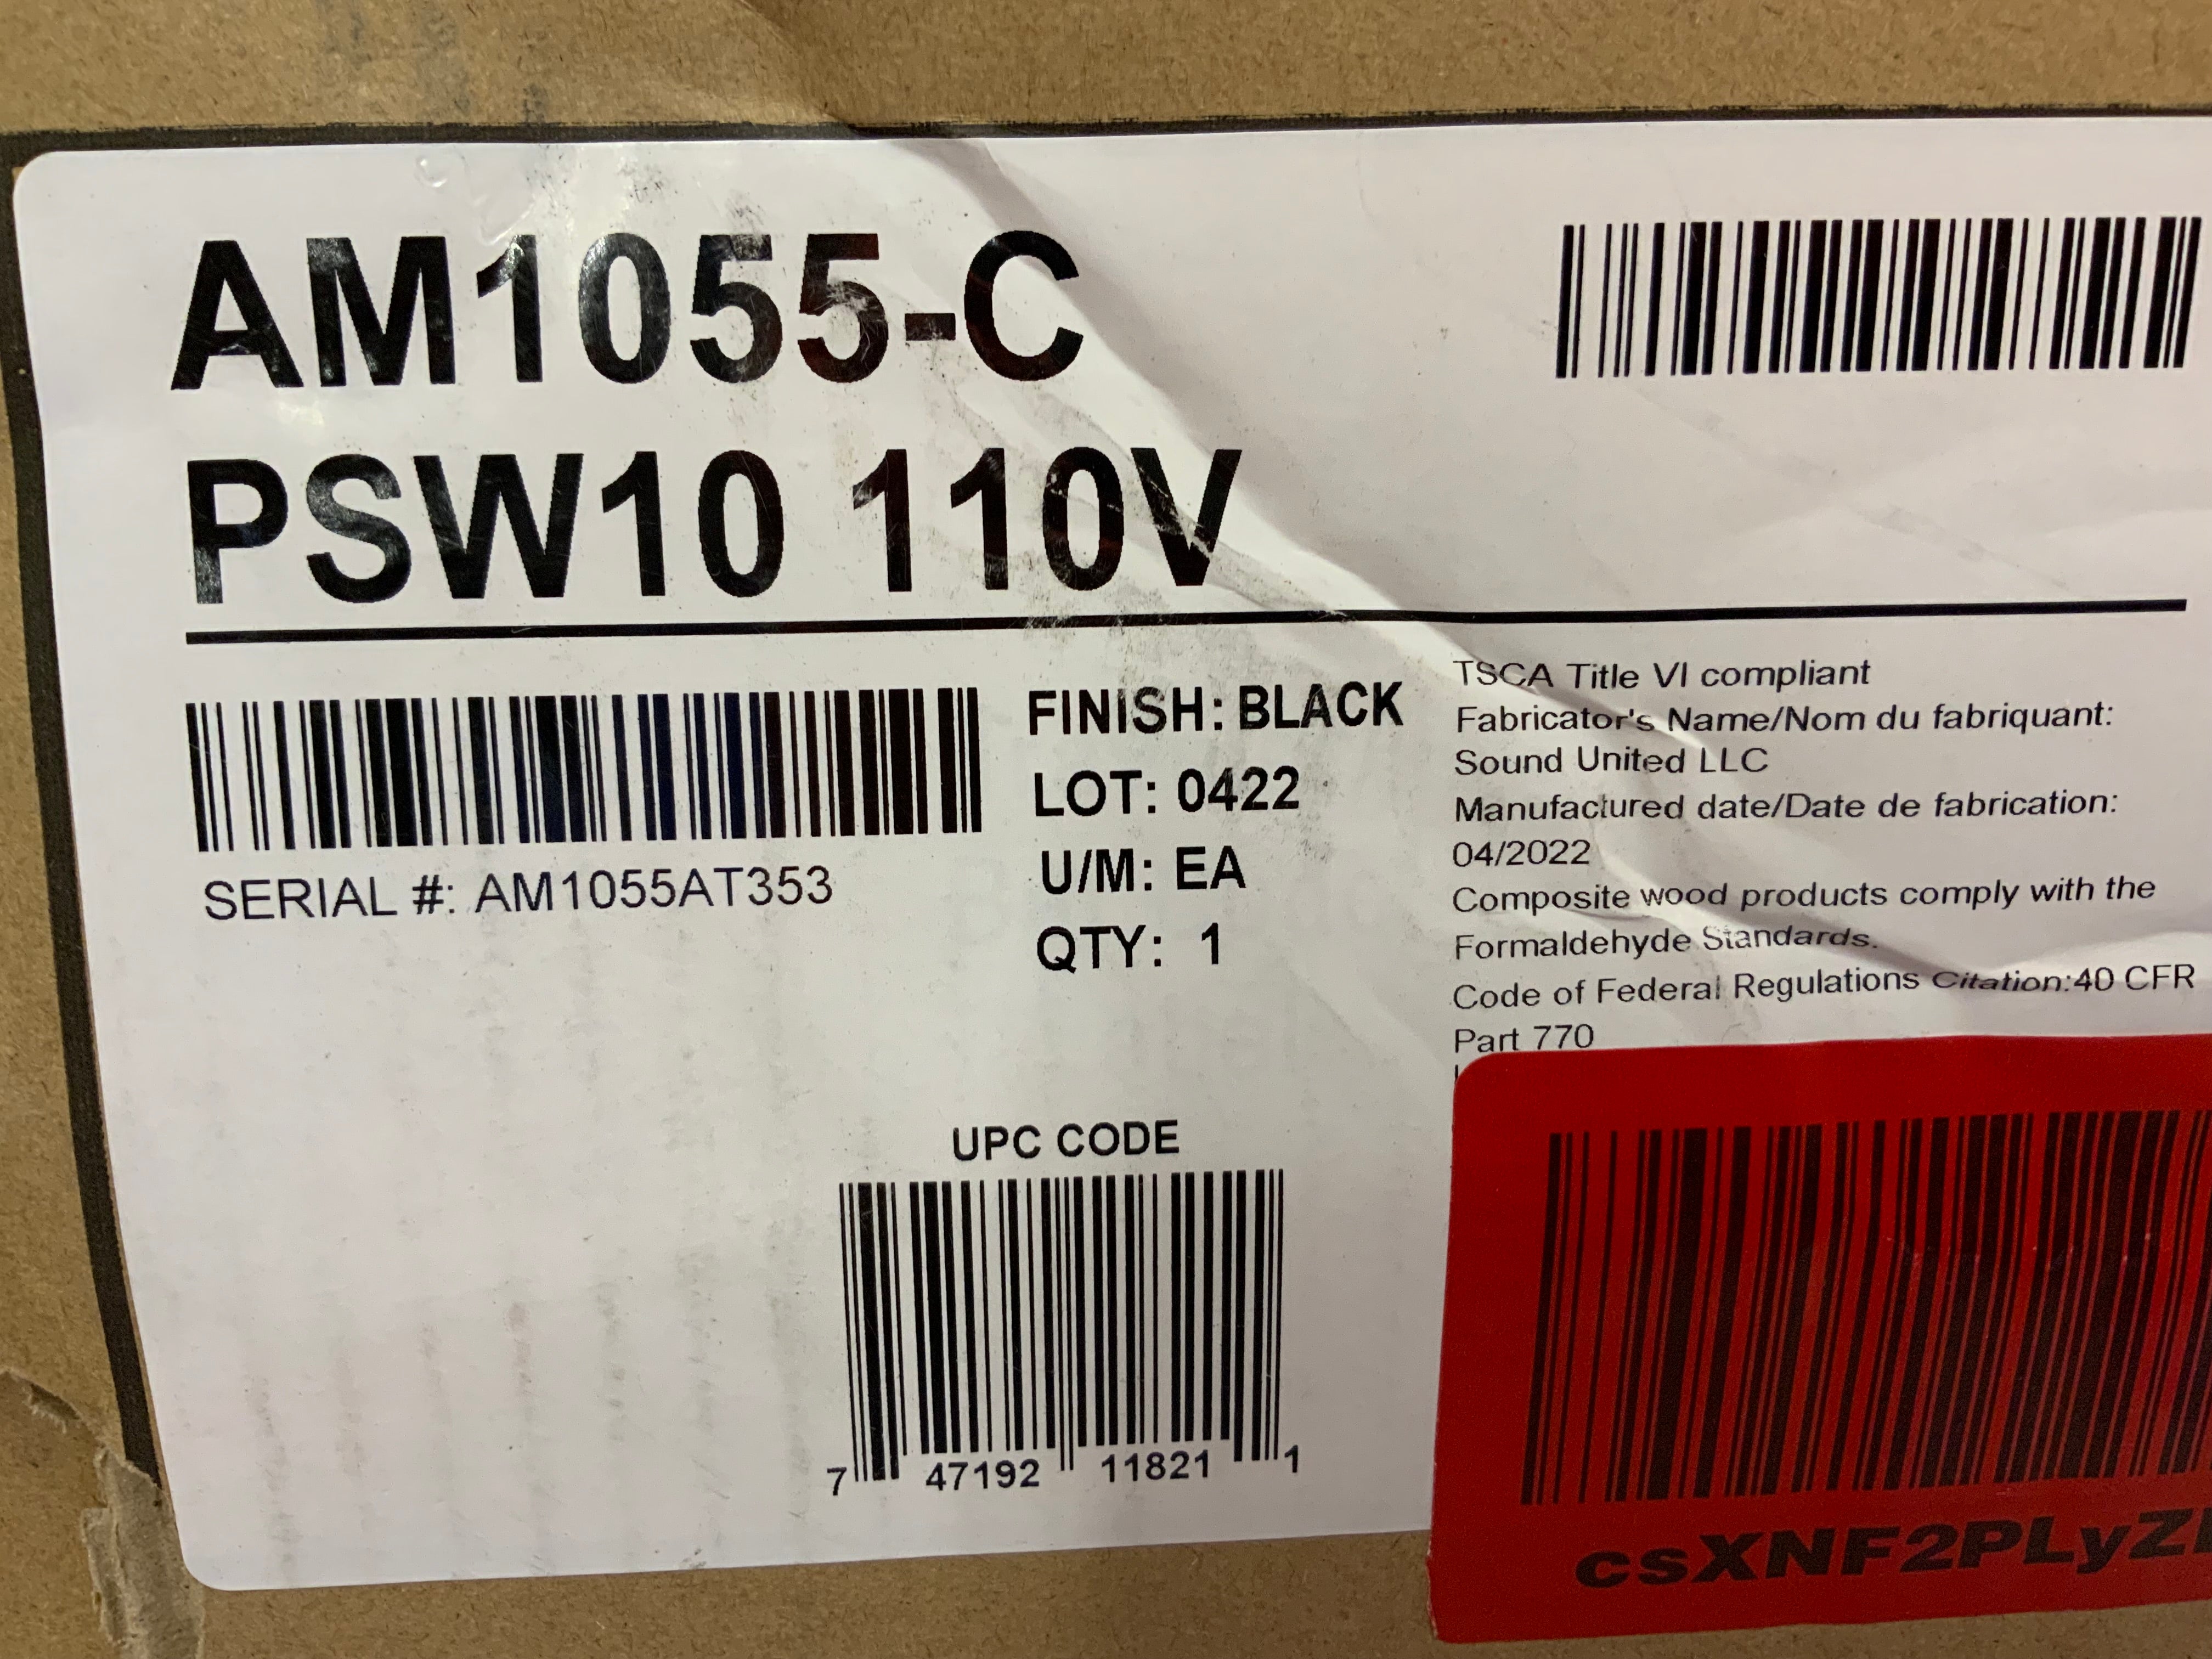 AM1055-C
PSW10 110V
SERIAL #: AM1055AT353
FINISH: BLACK
LOT: 0422
U/M: EA
QTY: 1
TSCA Title VI compliant
Fabricator's Name/Nom du fabriquant:
Sound United LLC
Manufactured date/Date de fabrication:
04/2022
Composite wood products comply with the
Formaldehyde Standards.
Code of Federal Regulations Citation:40 CFR
Part 770
UPC CODE
7 47192 11821 1
csXNF2PLyZ